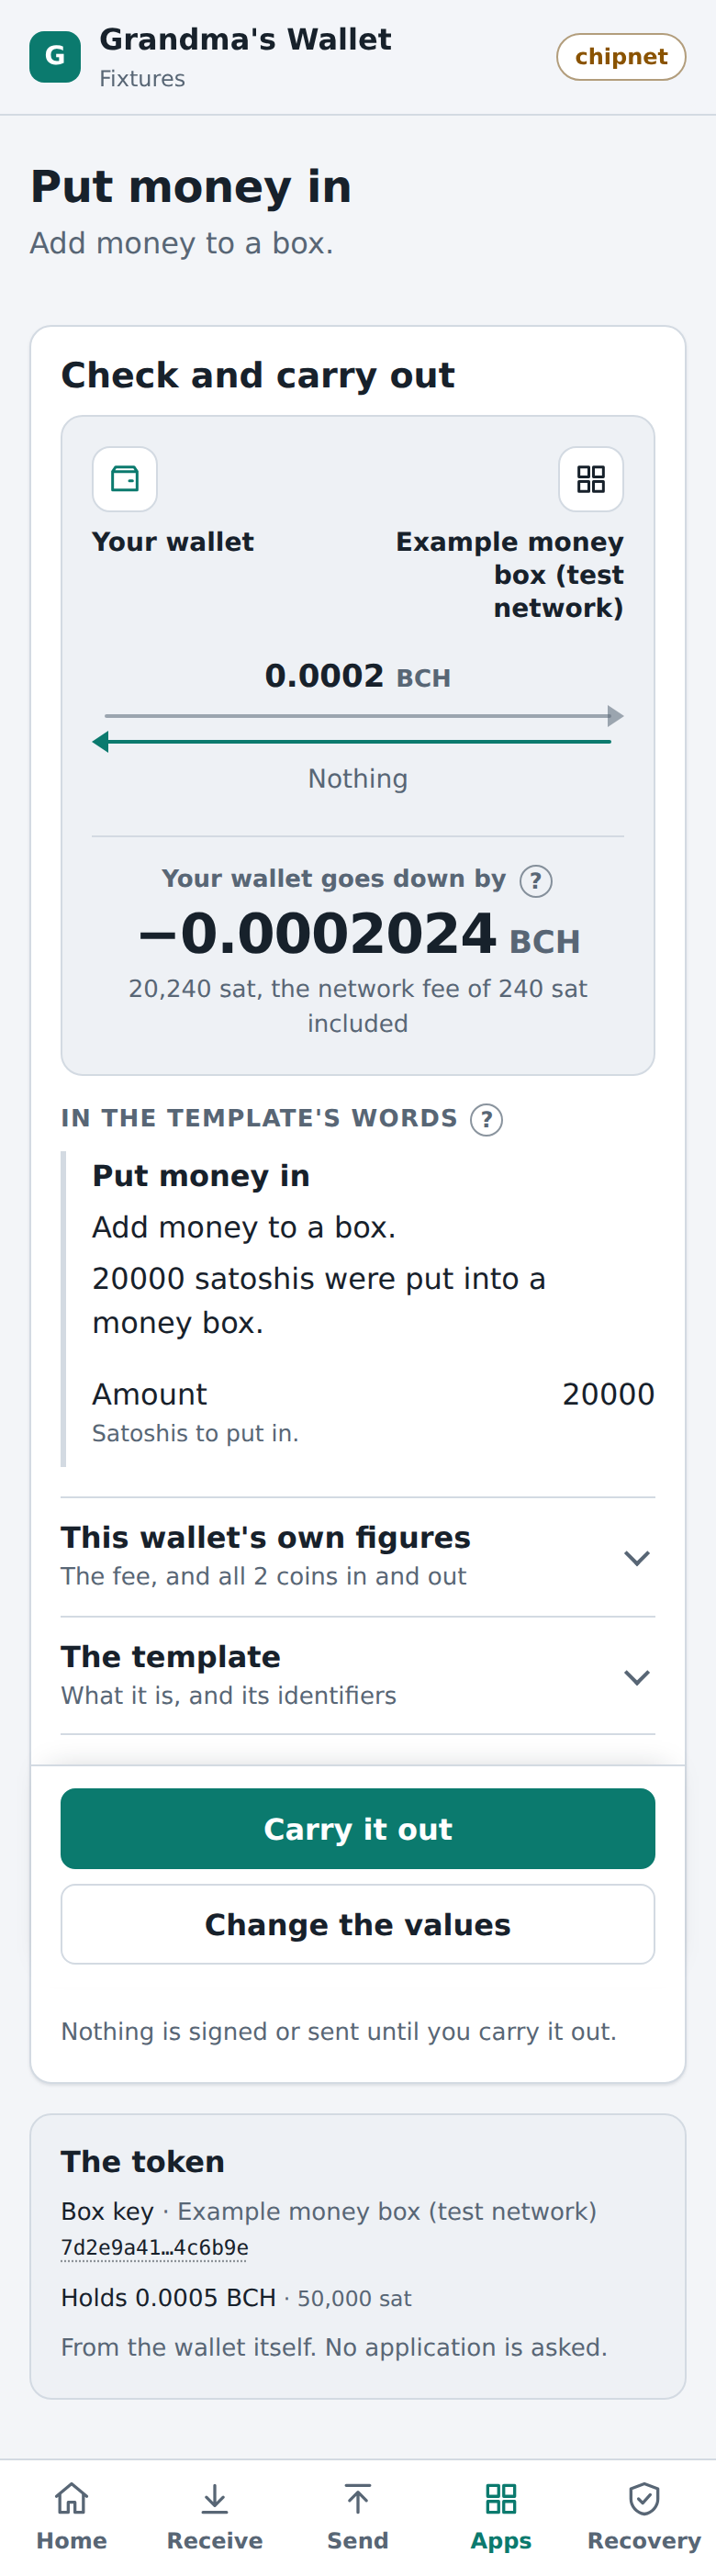 G
Grandma's Wallet
Fixtures
chipnet
Put money in
Add money to a box.
Check and carry out
Your wallet
Example money
box (test
network)
0.0002 BCH
Nothing
Your wallet goes down by ?
−0.0002024 BCH
20,240 sat, the network fee of 240 sat
included
IN THE TEMPLATE'S WORDS ?
Put money in
Add money to a box.
20000 satoshis were put into a
money box.
Amount 20000
Satoshis to put in.
This wallet's own figures
The fee, and all 2 coins in and out
The template
What it is, and its identifiers
Carry it out
Change the values
Nothing is signed or sent until you carry it out.
The token
Box key · Example money box (test network)
7d2e9a41…4c6b9e
Holds 0.0005 BCH · 50,000 sat
From the wallet itself. No application is asked.
Home Receive Send Apps Recovery